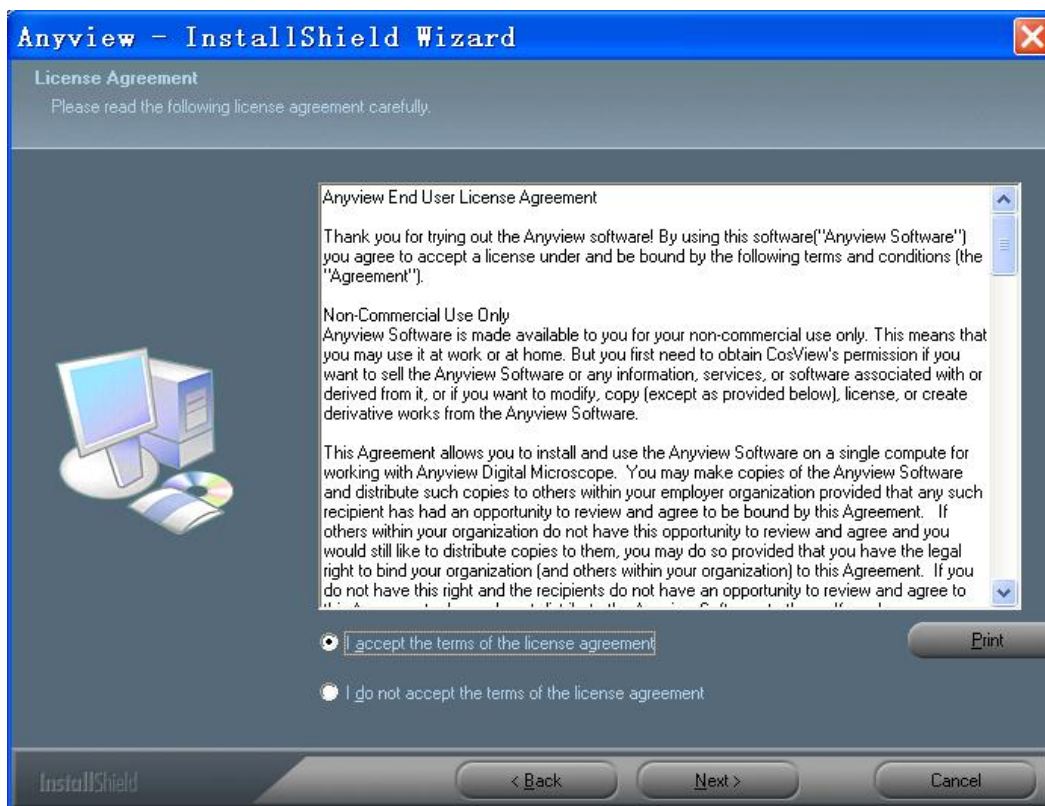 Anyview - InstallShield Wizard
License Agreement
Please read the following license agreement carefully.
Anyview End User License Agreement
Thank you for trying out the Anyview software! By using this software("Anyview Software")
you agree to accept a license under and be bound by the following terms and conditions (the
"Agreement").
Non-Commercial Use Only
Anyview Software is made available to you for your non-commercial use only. This means that
you may use it at work or at home. But you first need to obtain CosView's permission if you
want to sell the Anyview Software or any information, services, or software associated with or
derived from it, or if you want to modify, copy (except as provided below), license, or create
derivative works from the Anyview Software.
This Agreement allows you to install and use the Anyview Software on a single compute for
working with Anyview Digital Microscope.  You may make copies of the Anyview Software
and distribute such copies to others within your employer organization provided that any such
recipient has had an opportunity to review and agree to be bound by this Agreement.   If
others within your organization do not have this opportunity to review and agree and you
would still like to distribute copies to them, you may do so provided that you have the legal
right to bind your organization (and others within your organization) to this Agreement.  If you
do not have this right and the recipients do not have an opportunity to review and agree to
I accept the terms of the license agreement
Print
I do not accept the terms of the license agreement
InstallShield
< Back
Next >
Cancel